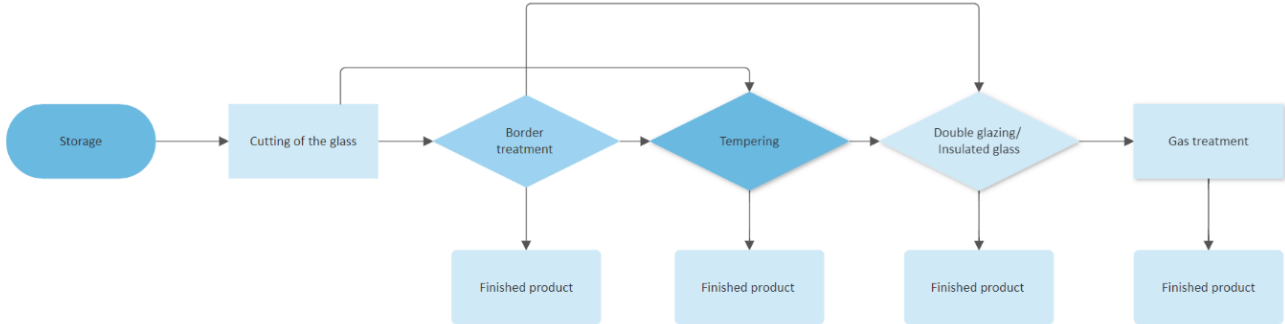 Storage
Cutting of the glass
Border
treatment
Tempering
Double glazing/
Insulated glass
Gas treatment
Finished product
Finished product
Finished product
Finished product